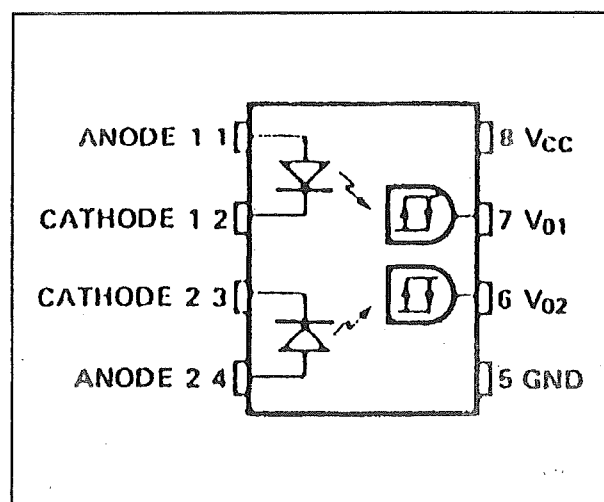 ANODE 1 1
8 VCC
CATHODE 1 2
7 V01
CATHODE 2 3
6 V02
ANODE 2 4
5 GND